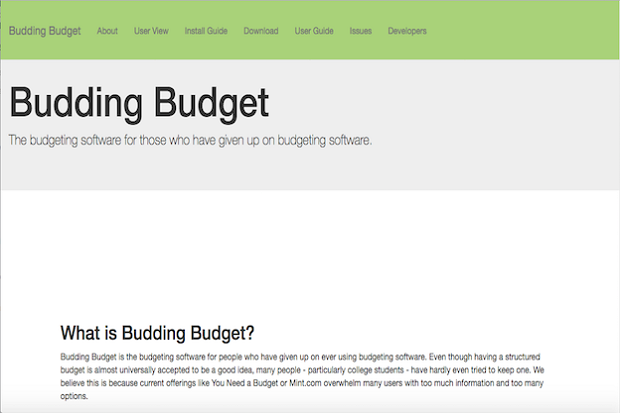 Budding Budget About User View Install Guide Download User Guide Issues Developers
Budding Budget
The budgeting software for those who have given up on budgeting software.
What is Budding Budget?
Budding Budget is the budgeting software for people who have given up on ever using budgeting software. Even though having a structured
budget is almost universally accepted to be a good idea, many people - particularly college students - have hardly even tried to keep one. We
believe this is because current offerings like You Need a Budget or Mint.com overwhelm many users with too much information and too many
options.